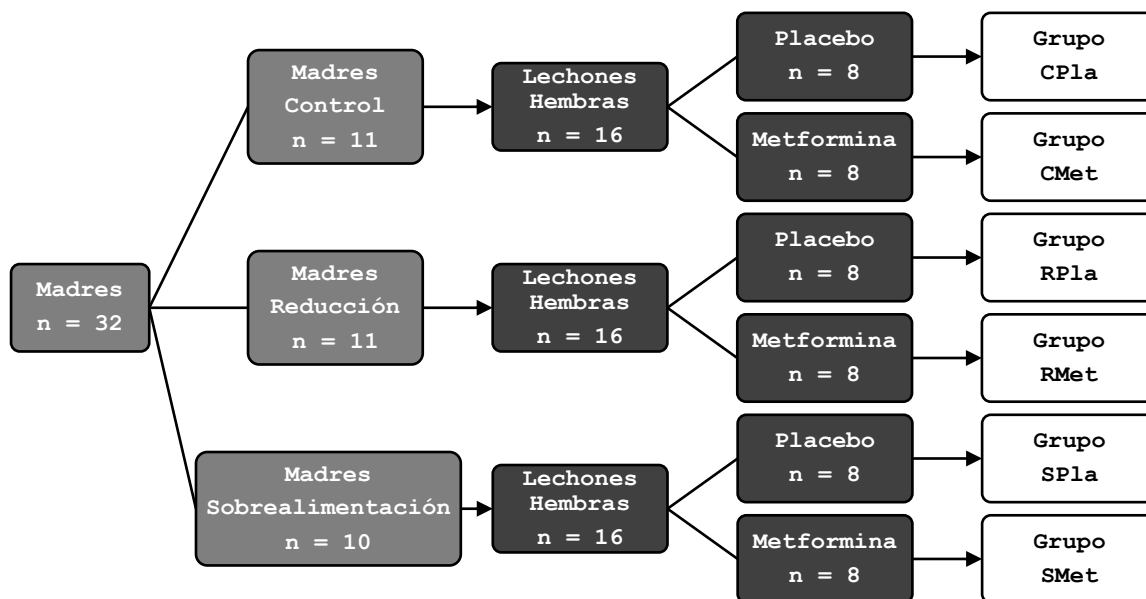 Madres
n = 32
Madres
Control
n = 11
Lechones
Hembras
n = 16
Placebo
n = 8
Grupo
CPla
Metformina
n = 8
Grupo
CMet
Madres
Reducción
n = 11
Lechones
Hembras
n = 16
Placebo
n = 8
Grupo
RPla
Metformina
n = 8
Grupo
RMet
Madres
Sobrealimentación
n = 10
Lechones
Hembras
n = 16
Placebo
n = 8
Grupo
SPla
Metformina
n = 8
Grupo
SMet